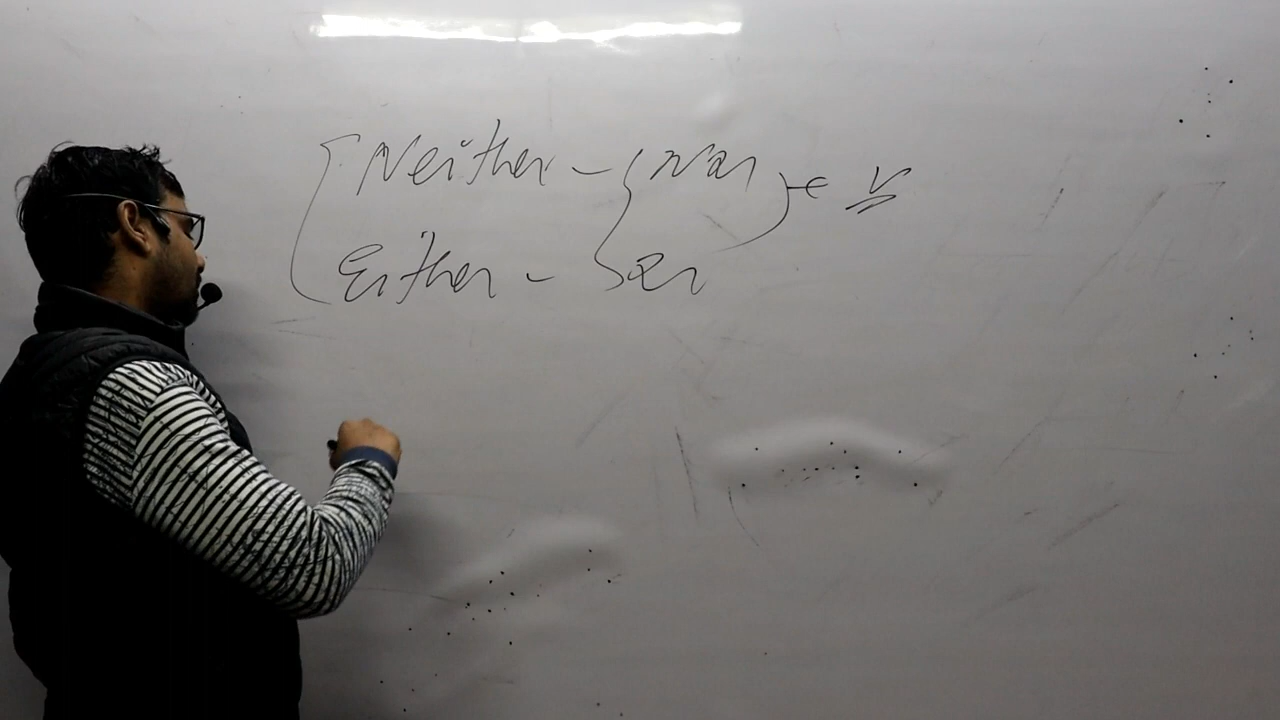 Neither - nor } - V
Either - or